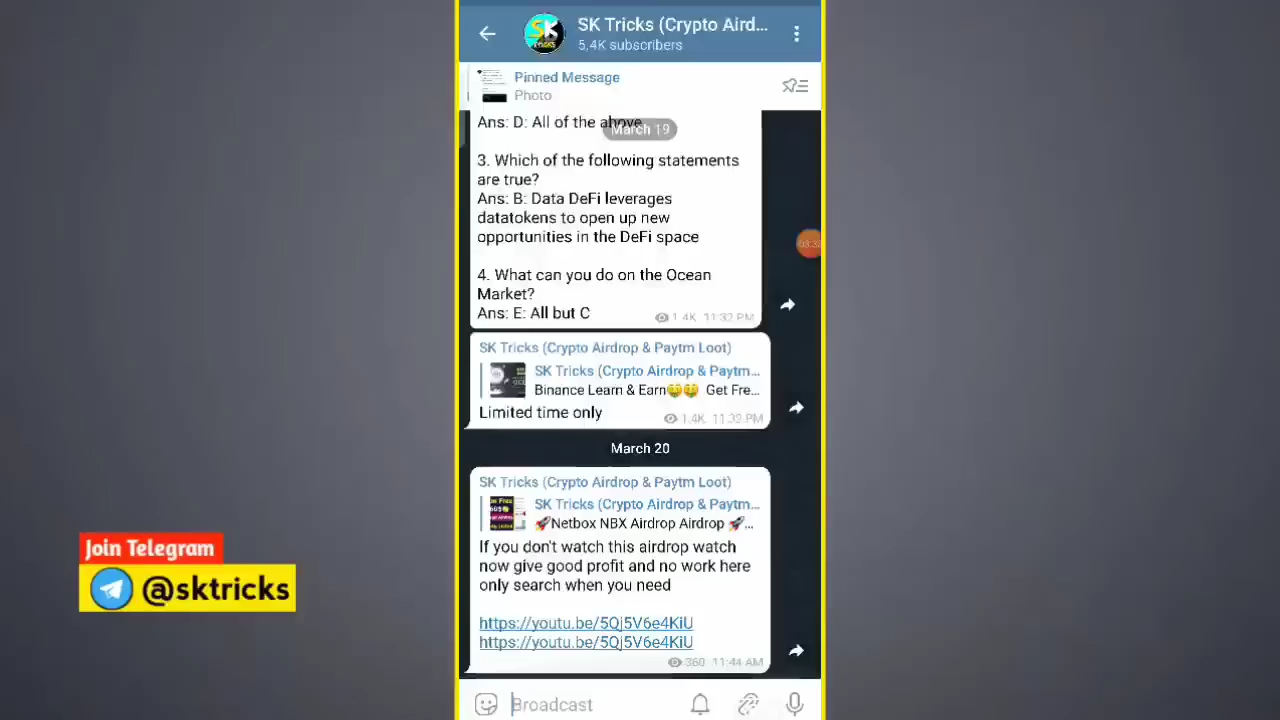 SK Tricks (Crypto Aird...
5,4K subscribers
Pinned Message
Photo
Ans: D: All of the above
March 19
3. Which of the following statements
are true?
Ans: B: Data DeFi leverages
datatokens to open up new
opportunities in the DeFi space
4. What can you do on the Ocean
Market?
Ans: E: All but C
1.4K 11:32 PM
SK Tricks (Crypto Airdrop & Paytm Loot)
SK Tricks (Crypto Airdrop & Paytm...
Binance Learn & Earn🤑🤑 Get Fre...
Limited time only
1.4K 11:39 PM
March 20
SK Tricks (Crypto Airdrop & Paytm Loot)
SK Tricks (Crypto Airdrop & Paytm...
🚀Netbox NBX Airdrop Airdrop 🚀...
If you don't watch this airdrop watch
now give good profit and no work here
only search when you need
https://youtu.be/5Qj5V6e4KiU
https://youtu.be/5Qj5V6e4KiU
360 11:44 AM
Broadcast
Join Telegram
@sktricks